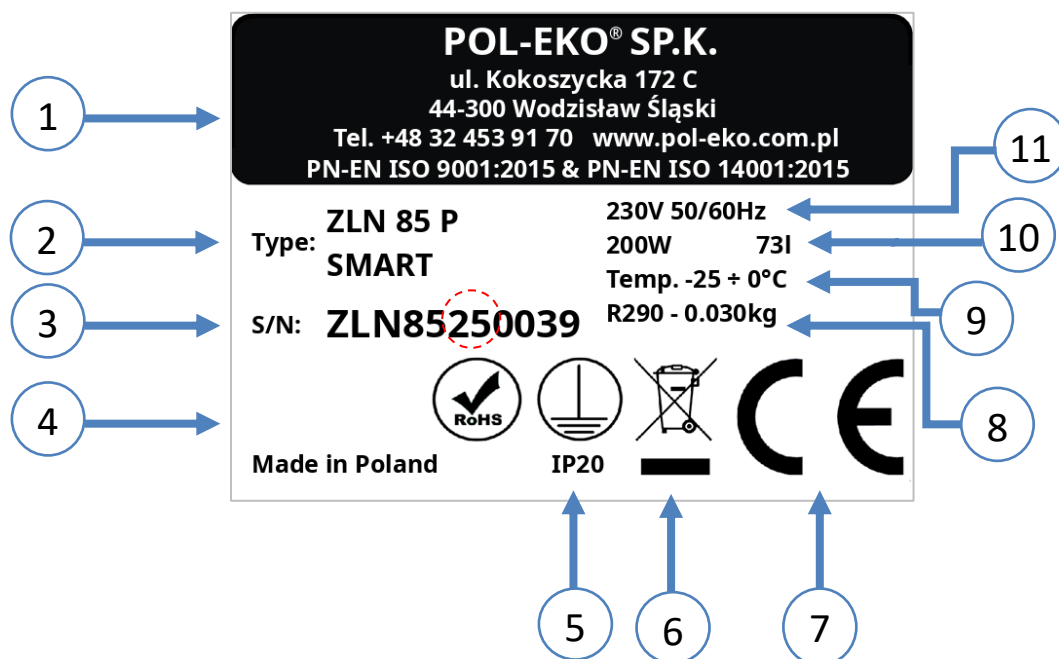 POL-EKO® SP.K.
ul. Kokoszycka 172 C
44-300 Wodzisław Śląski
Tel. +48 32 453 91 70 www.pol-eko.com.pl
PN-EN ISO 9001:2015 & PN-EN ISO 14001:2015
1
11
Type: ZLN 85 P
SMART
230V 50/60Hz
200W 73l
Temp. -25 ÷ 0°C
R290 - 0.030kg
2
10
S/N: ZLN85250039
3
9
4
8
RoHS
CE
Made in Poland
IP20
5
6
7